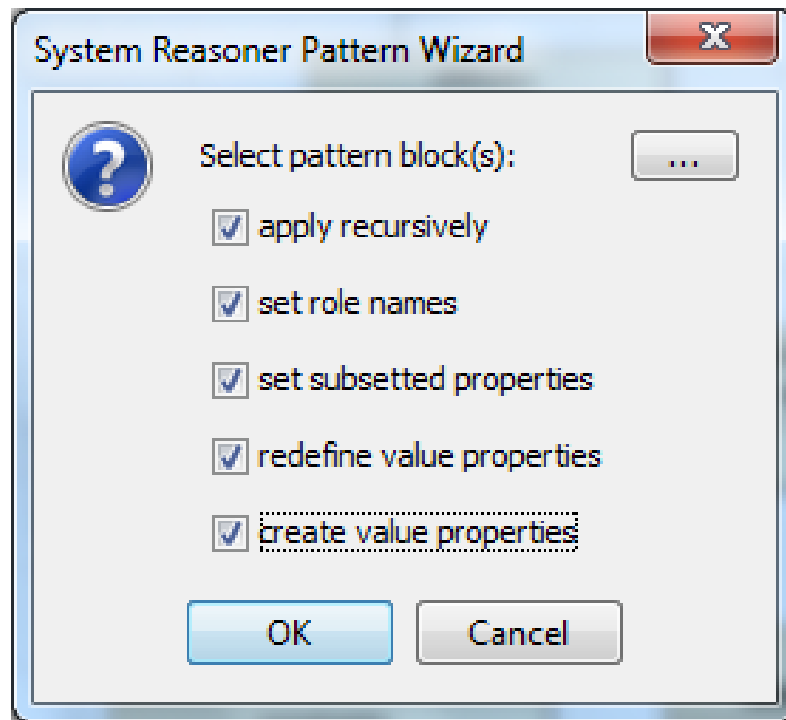 System Reasoner Pattern Wizard
Select pattern block(s): ...
apply recursively
set role names
set subsetted properties
redefine value properties
create value properties
OK Cancel